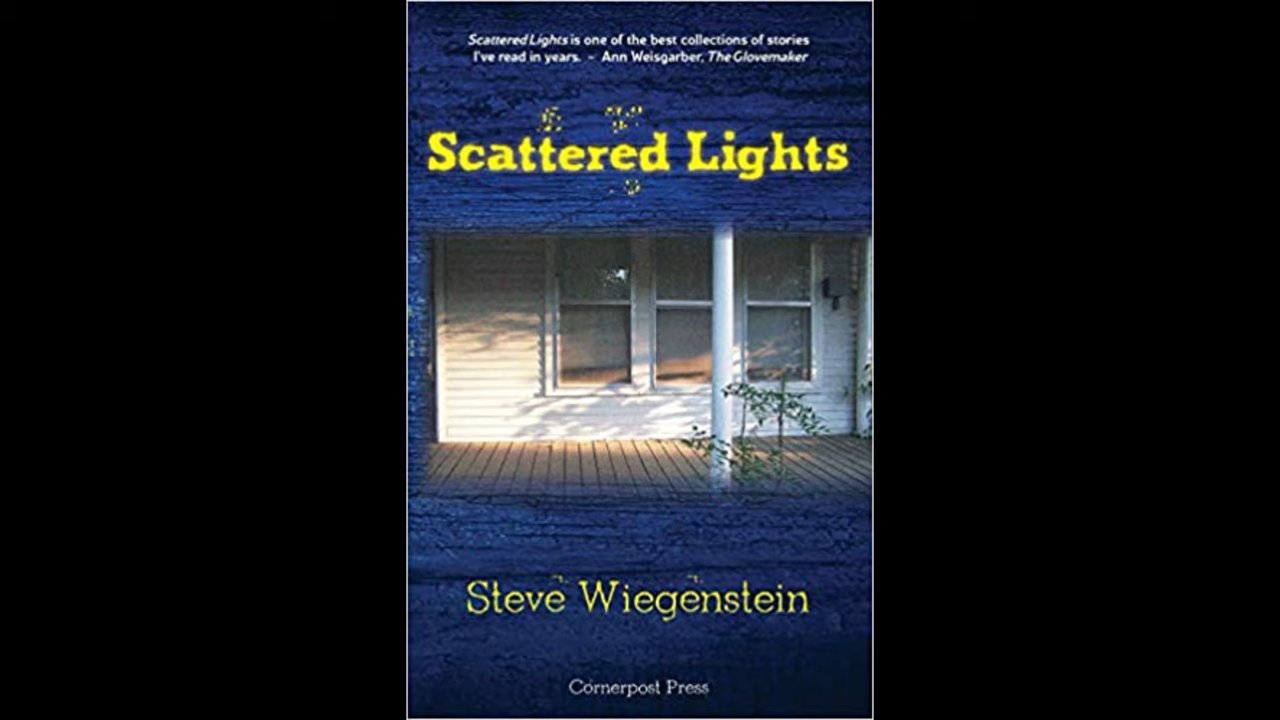 Scattered Lights is one of the best collections of stories
I've read in years. - Ann Weisgarber, The Glovemaker
Scattered Lights
Steve Wiegenstein
Cornerpost Press